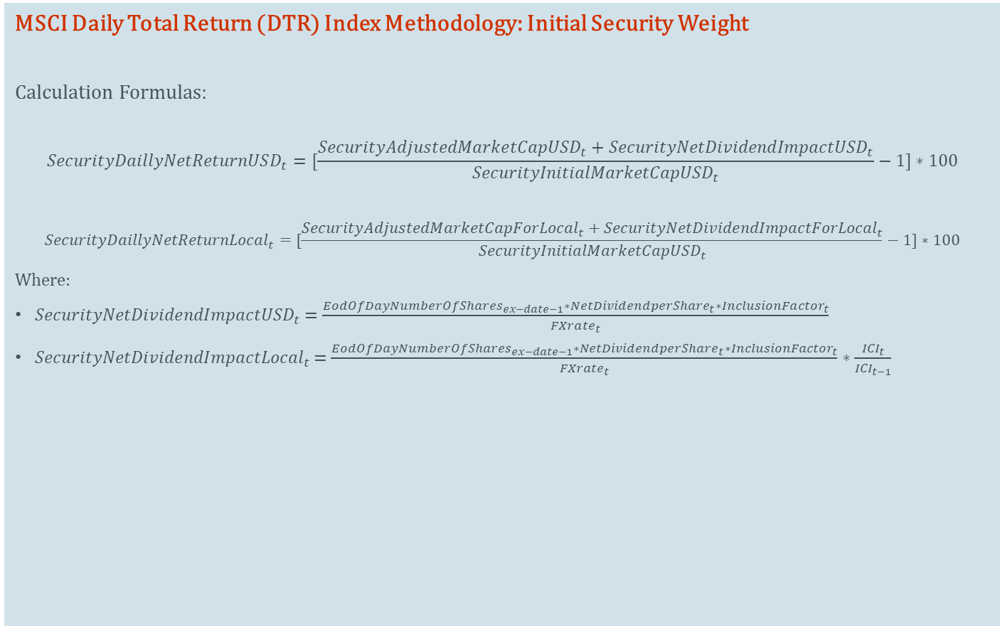 MSCI Daily Total Return (DTR) Index Methodology: Initial Security Weight
Calculation Formulas:
SecurityDaillyNetReturnUSD_t = [\frac{SecurityAdjustedMarketCapUSD_t + SecurityNetDividendImpactUSD_t}{SecurityInitialMarketCapUSD_t} − 1] ∗ 100
SecurityDaillyNetReturnLocal_t = [\frac{SecurityAdjustedMarketCapForLocal_t + SecurityNetDividendImpactForLocal_t}{SecurityInitialMarketCapUSD_t} − 1] ∗ 100
Where:
• SecurityNetDividendImpactUSD_t = \frac{EodOfDayNumberOfShares_{ex−date−1}∗NetDividendperShare_t∗InclusionFactor_t}{FXrate_t}
• SecurityNetDividendImpactLocal_t = \frac{EodOfDayNumberOfShares_{ex−date−1}∗NetDividendperShare_t∗InclusionFactor_t}{FXrate_t} ∗ \frac{ICI_t}{ICI_{t−1}}